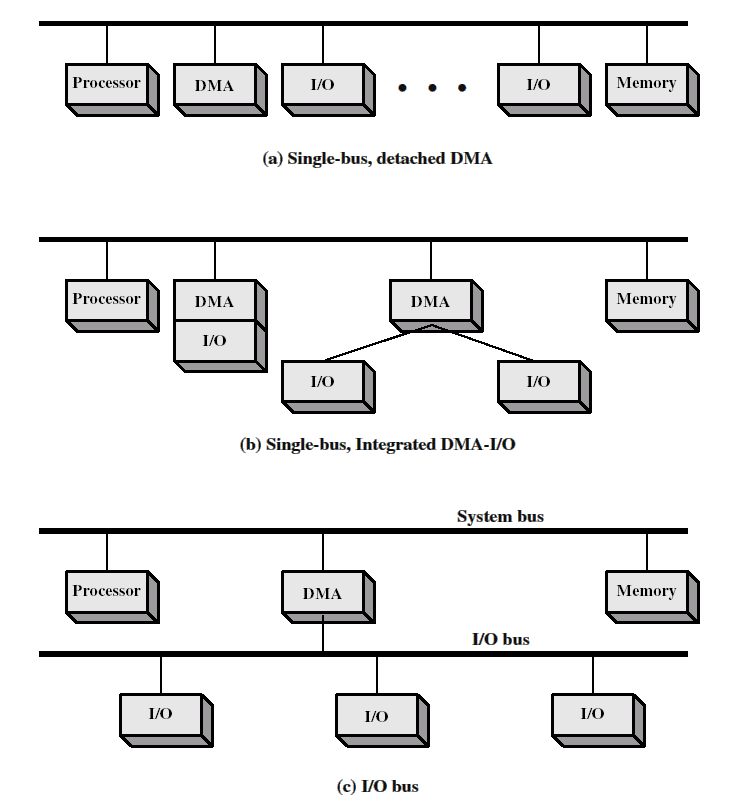 Processor DMA I/O • • • I/O Memory
(a) Single-bus, detached DMA
Processor DMA DMA Memory
I/O
I/O I/O
(b) Single-bus, Integrated DMA-I/O
System bus
Processor DMA Memory
I/O bus
I/O I/O I/O
(c) I/O bus